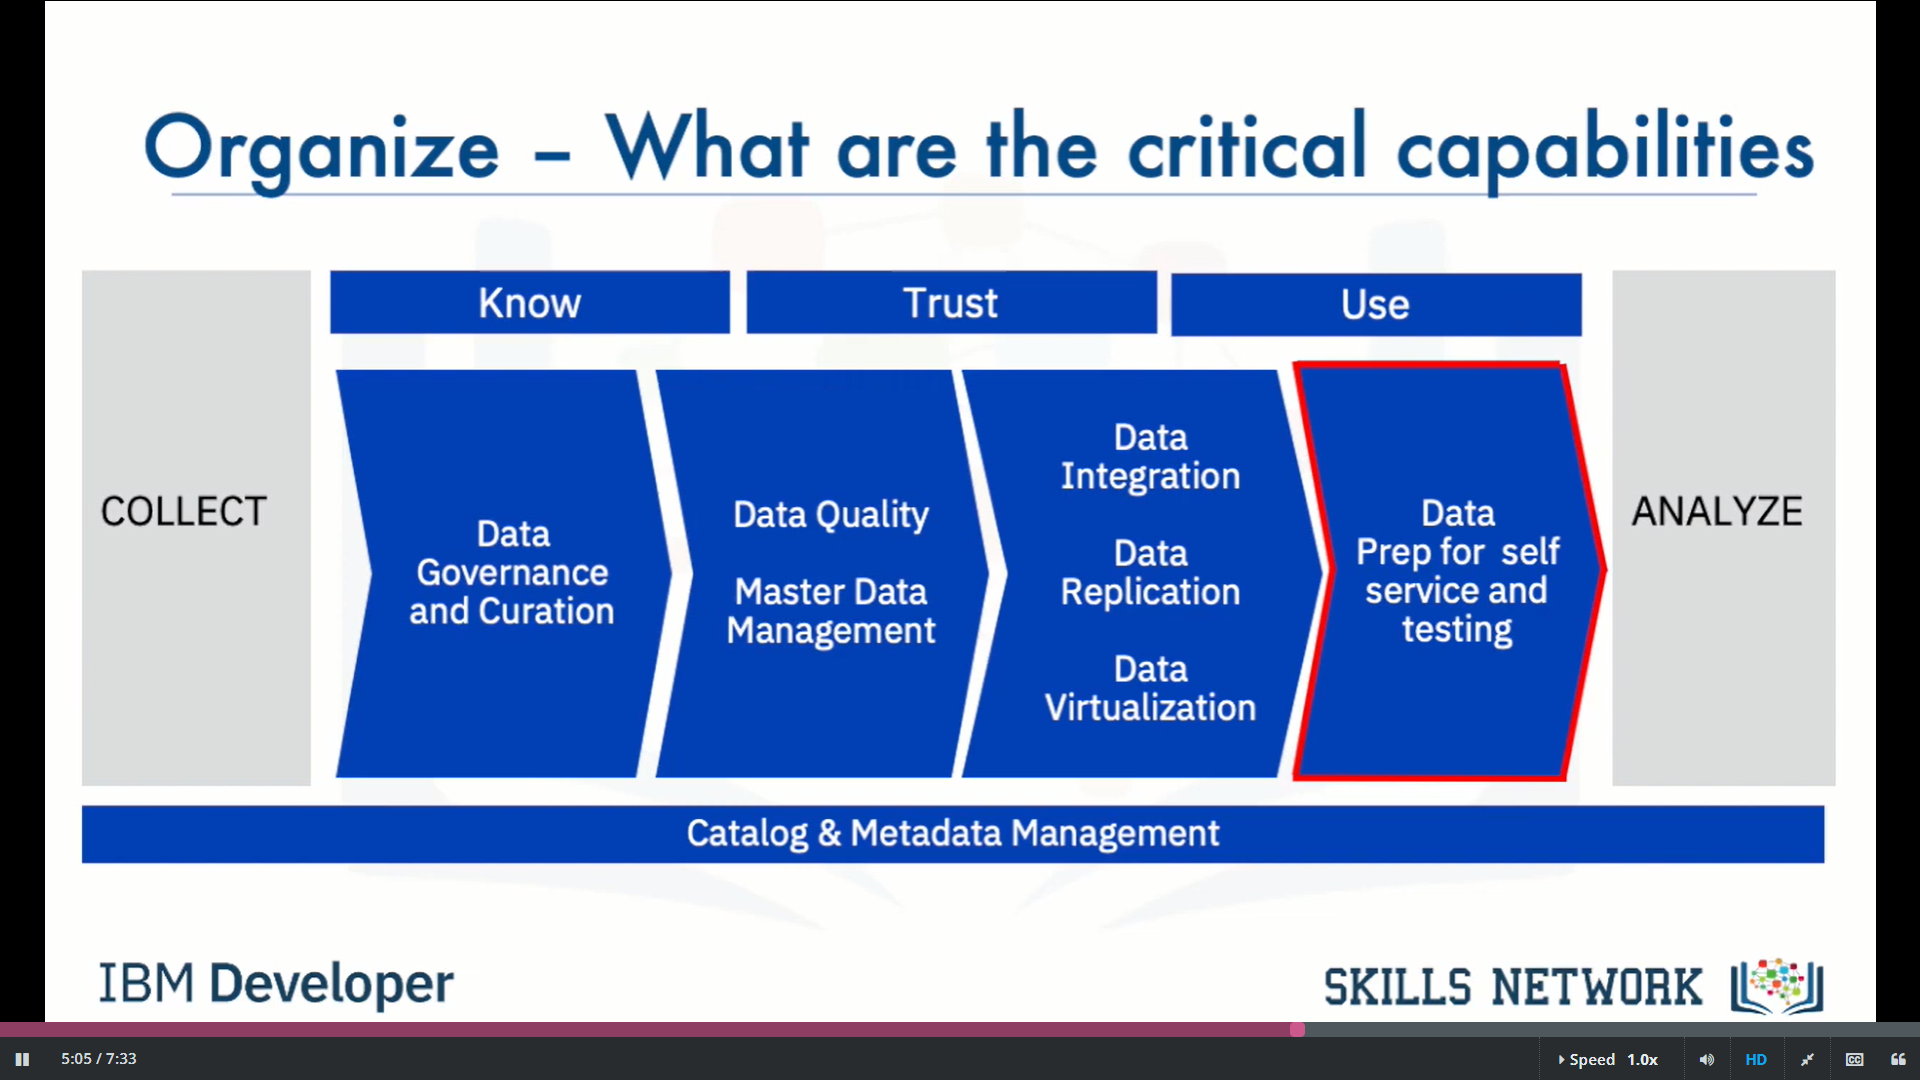 Organize – What are the critical capabilities
Know
Trust
Use
COLLECT
Data
Governance
and Curation
Data Quality
Master Data
Management
Data
Integration
Data
Replication
Data
Virtualization
Data
Prep for self
service and
testing
ANALYZE
Catalog & Metadata Management
IBM Developer
SKILLS NETWORK
5:05 / 7:33
Speed 1.0x
HD
CC